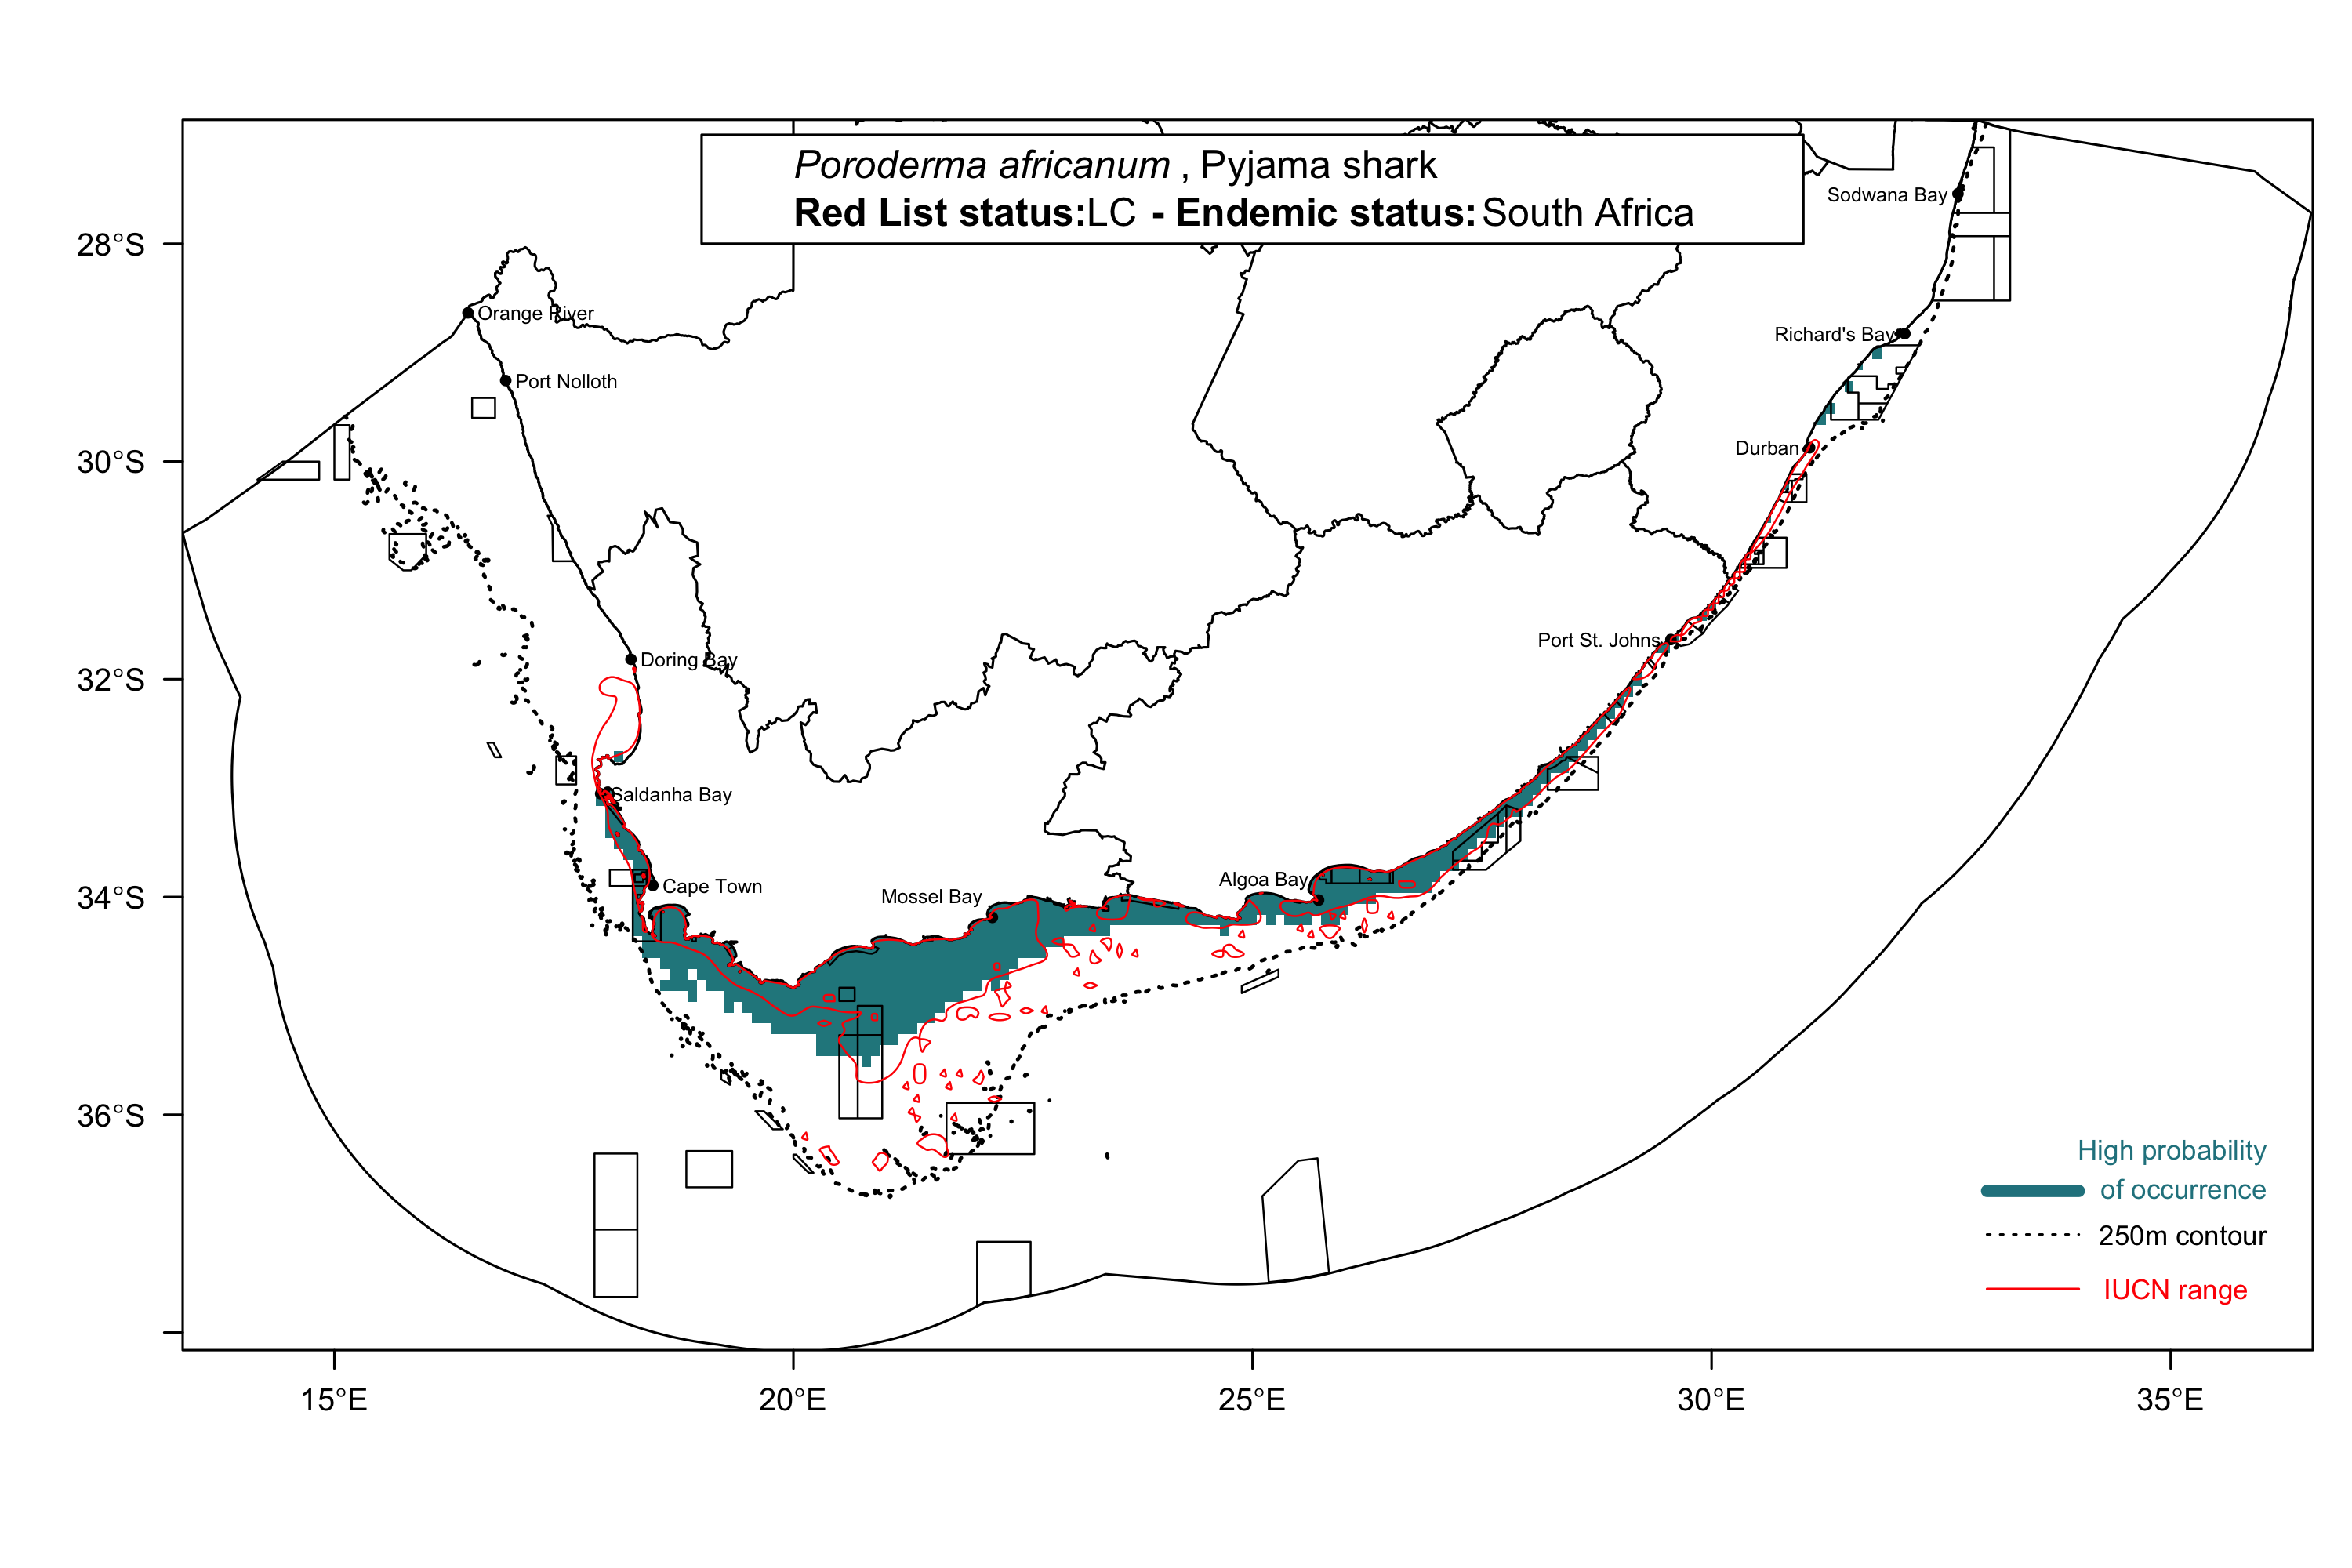 Poroderma africanum , Pyjama shark
Red List status:LC - Endemic status: South Africa
Sodwana Bay
28°S
Orange River
Richard's Bay
Port Nolloth
Durban
30°S
Port St. Johns
Doring Bay
32°S
Saldanha Bay
Algoa Bay
Cape Town
Mossel Bay
34°S
36°S
High probability
of occurrence
250m contour
IUCN range
15°E
20°E
25°E
30°E
35°E